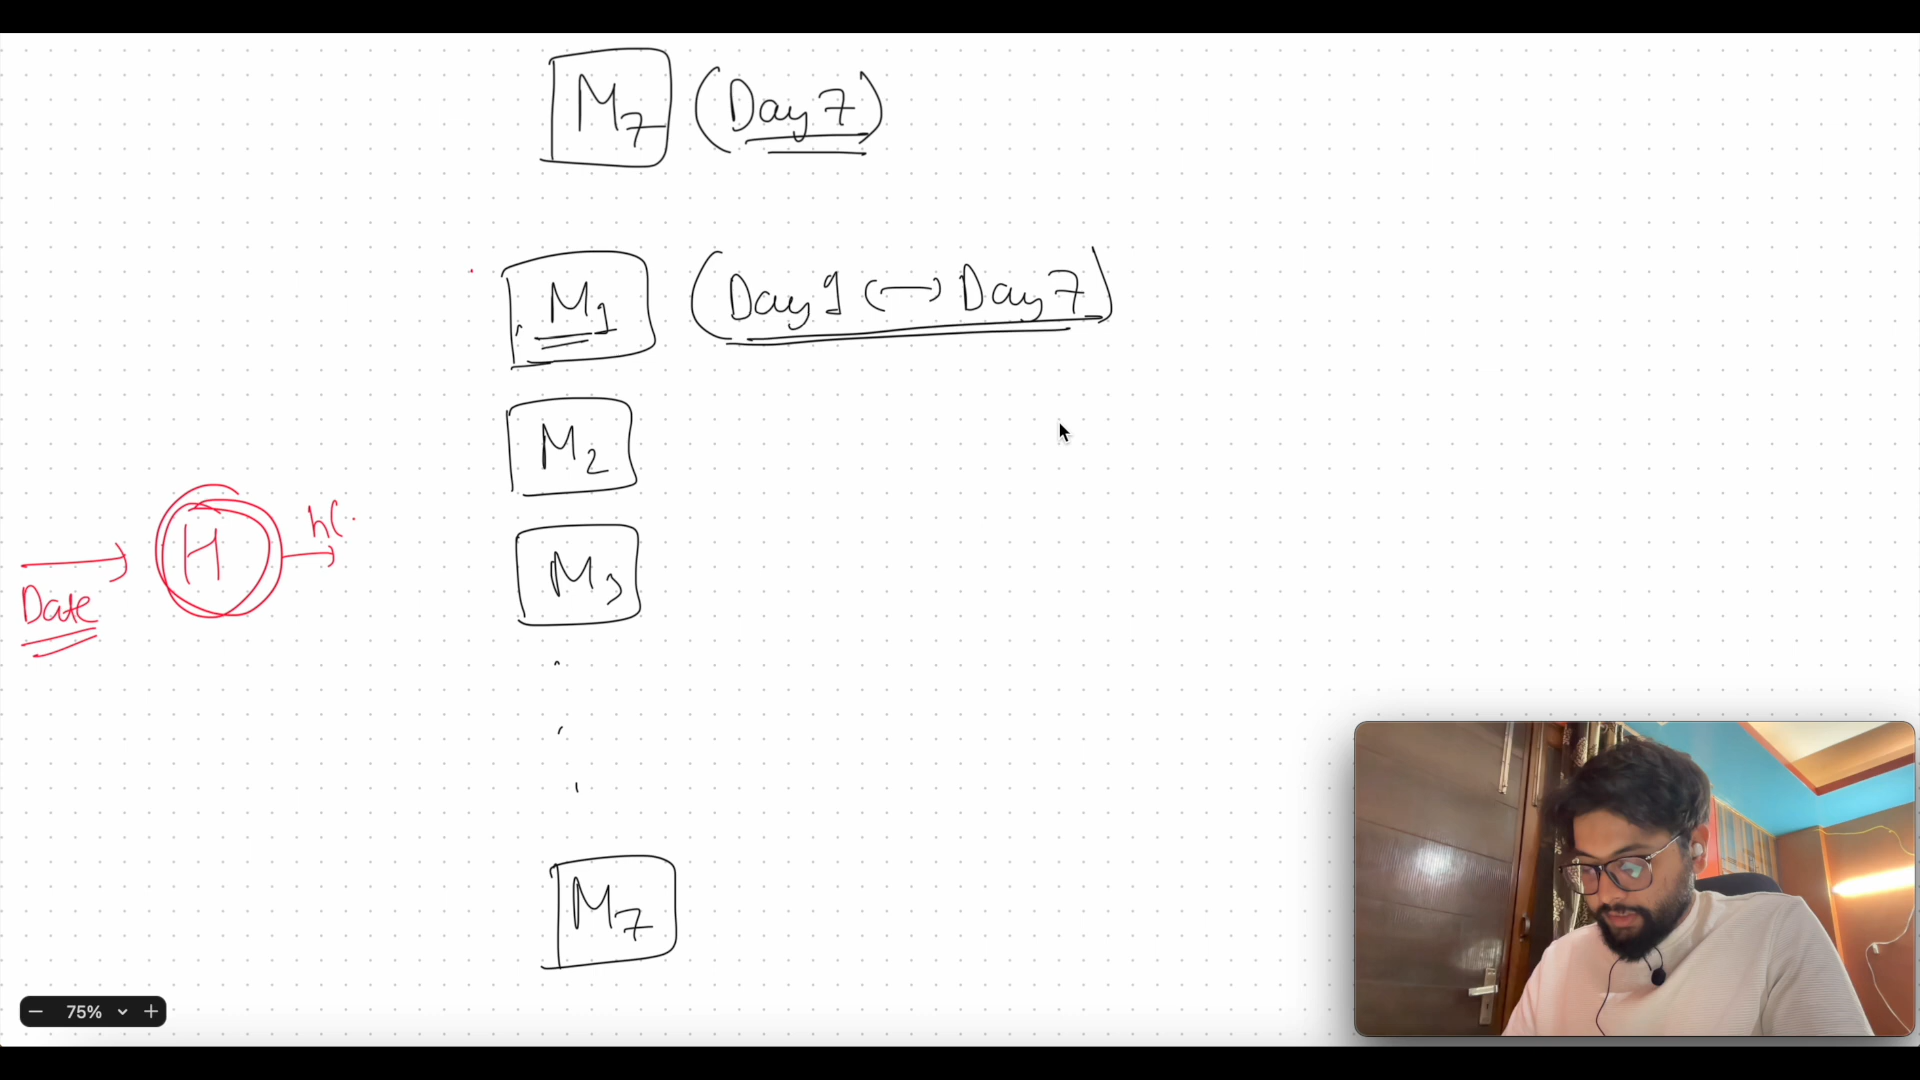 M7 (Day 7)
M1 (Day 1 ↔ Day 7)
M2
H h(.
M3
Date
M7
75%